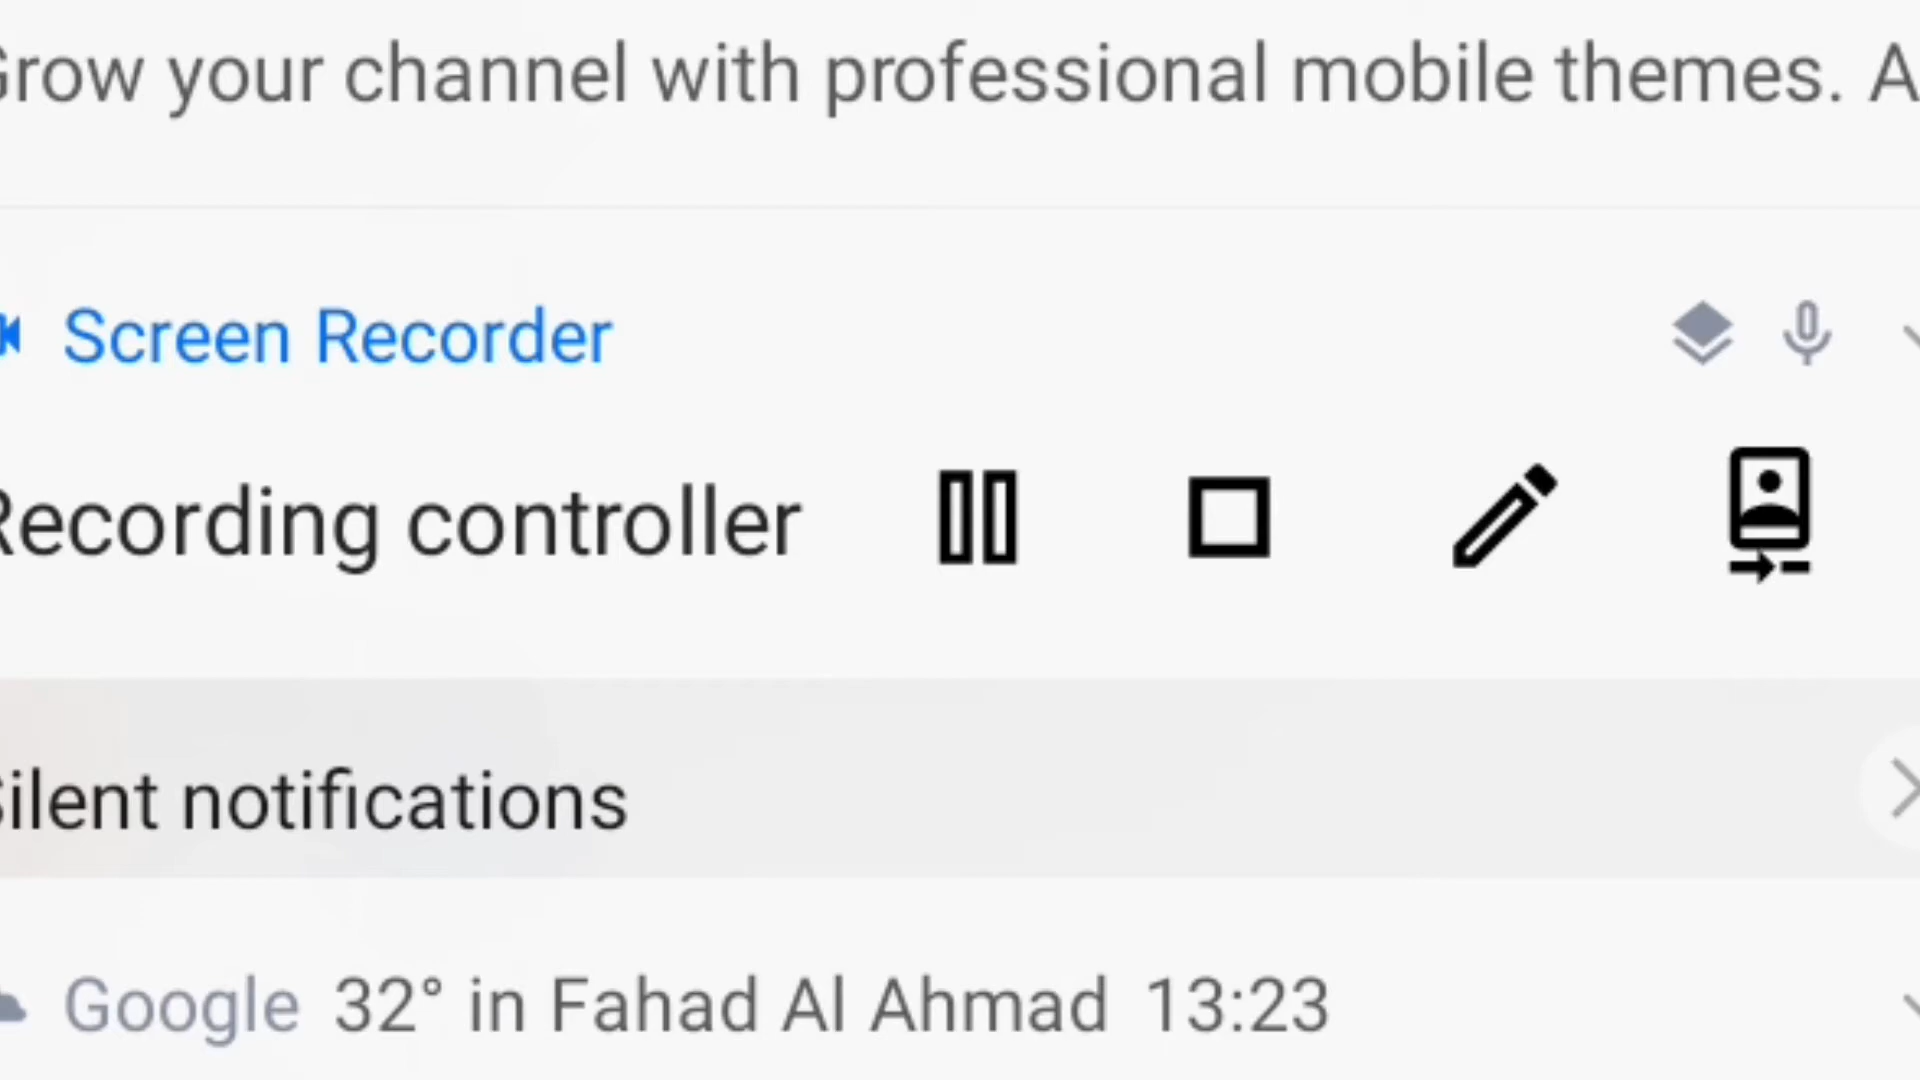 Grow your channel with professional mobile themes. A
Screen Recorder
Recording controller
Silent notifications
Google 32° in Fahad Al Ahmad 13:23